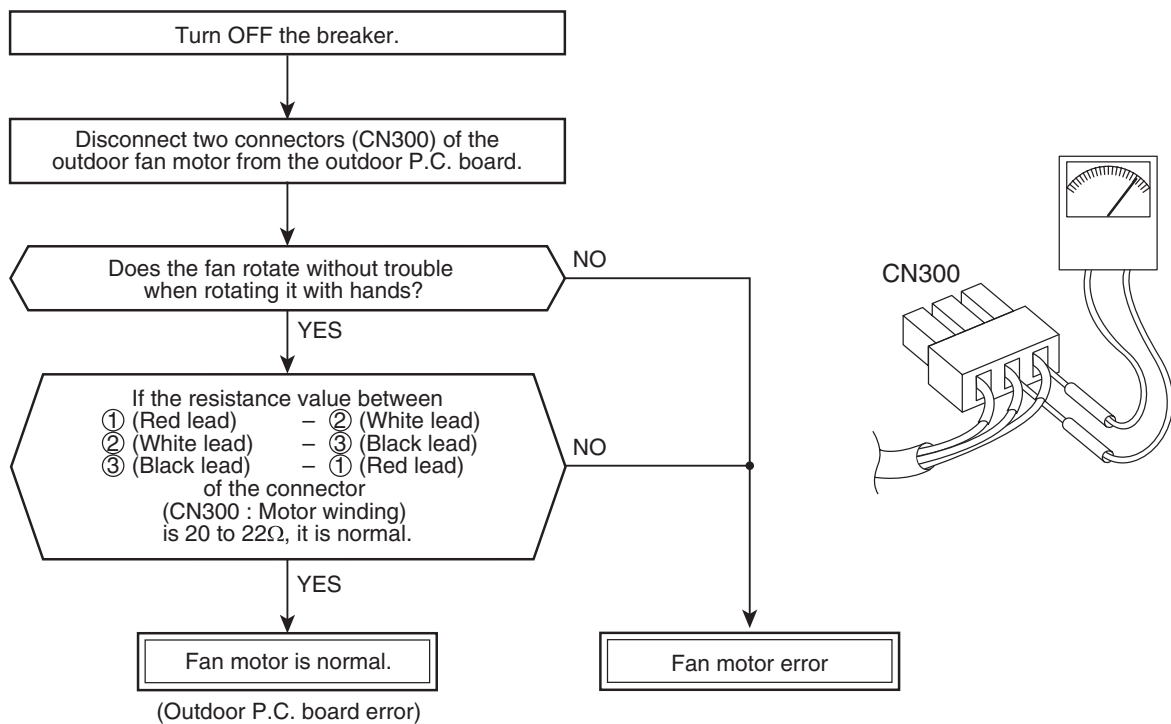 Turn OFF the breaker.
Disconnect two connectors (CN300) of the
outdoor fan motor from the outdoor P.C. board.
Does the fan rotate without trouble
when rotating it with hands?
NO
YES
If the resistance value between
① (Red lead) – ② (White lead)
② (White lead) – ③ (Black lead)
③ (Black lead) – ① (Red lead)
of the connector
(CN300 : Motor winding)
is 20 to 22Ω, it is normal.
NO
YES
Fan motor is normal.
(Outdoor P.C. board error)
Fan motor error
CN300